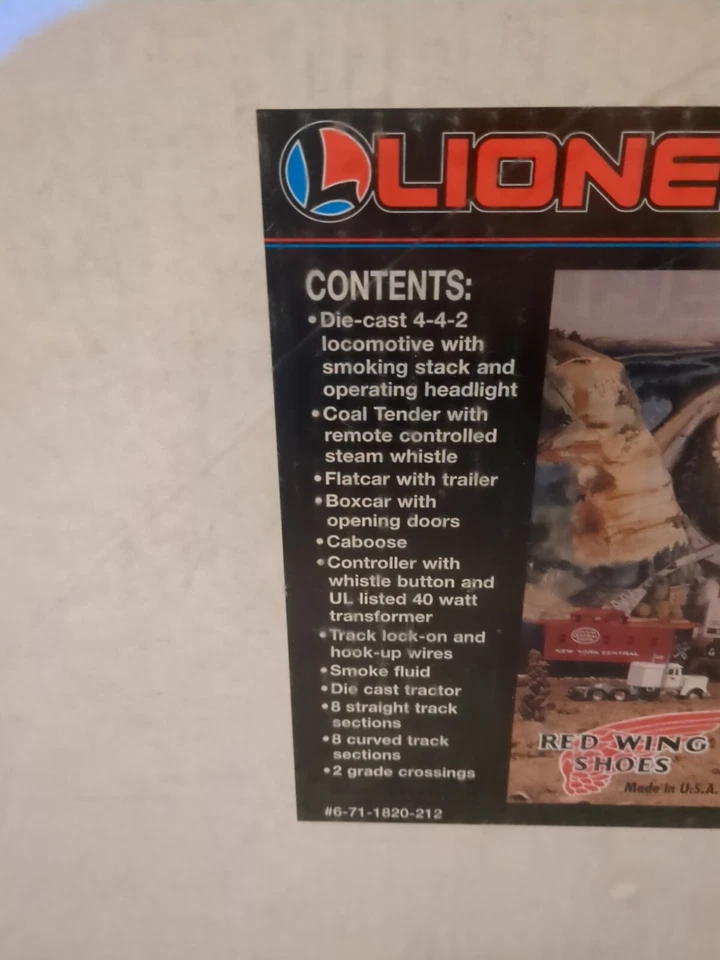 LIONE
CONTENTS:
•Die-cast 4-4-2
locomotive with
smoking stack and
operating headlight
•Coal Tender with
remote controlled
steam whistle
•Flatcar with trailer
•Boxcar with
opening doors
•Caboose
•Controller with
whistle button and
UL listed 40 watt
transformer
•Track lock-on and
hook-up wires
•Smoke fluid
•Die cast tractor
•8 straight track
sections
•8 curved track
sections
•2 grade crossings
#6-71-1820-212
NEW YORK CENTRAL
RED WING
SHOES
Made in U.S.A.